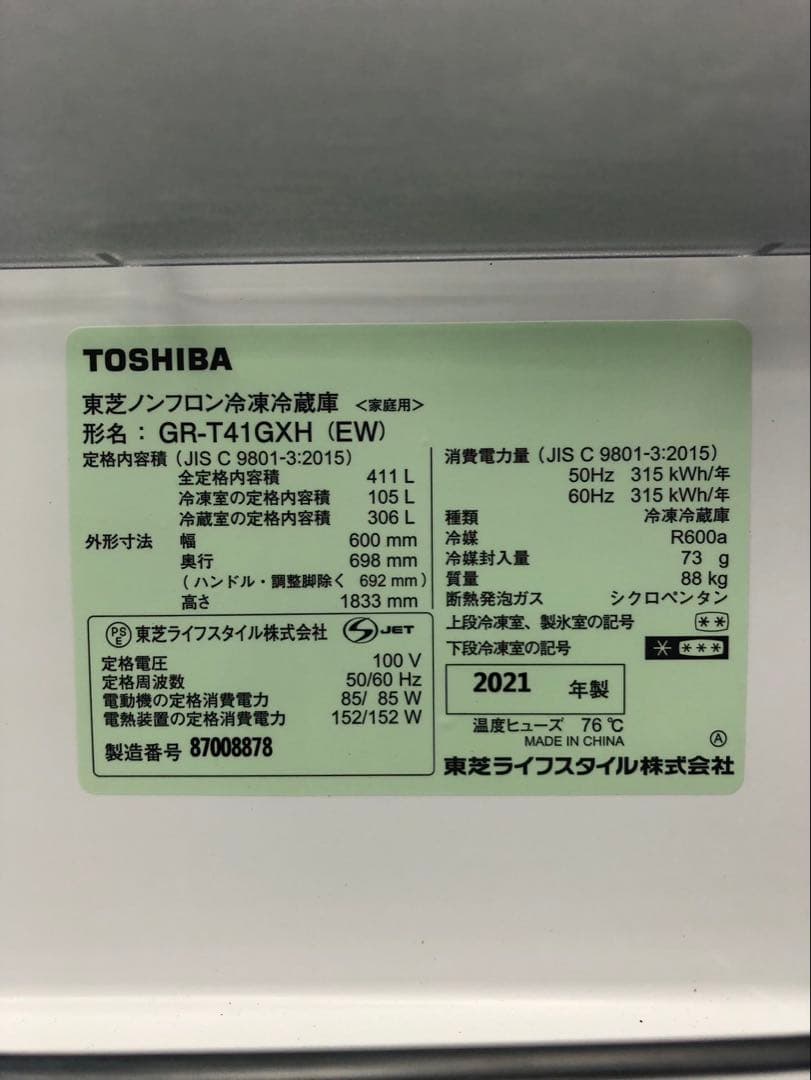 TOSHIBA
東芝ノンフロン冷凍冷蔵庫 <家庭用>
形名: GR-T41GXH (EW)
定格内容積 (JIS C 9801-3:2015)
全定格内容積 411 L
冷凍室の定格内容積 105 L
冷蔵室の定格内容積 306 L
外形寸法 幅 600 mm
奥行 698 mm
(ハンドル・調整脚除く 692 mm)
高さ 1833 mm
PSE 東芝ライフスタイル株式会社 JET
定格電圧 100 V
定格周波数 50/60 Hz
電動機の定格消費電力 85/ 85 W
電熱装置の定格消費電力 152/152 W
製造番号 87008878
消費電力量 (JIS C 9801-3:2015)
50Hz 315 kWh/年
60Hz 315 kWh/年
種類 冷凍冷蔵庫
冷媒 R600a
冷媒封入量 73 g
質量 88 kg
断熱発泡ガス シクロペンタン
上段冷凍室、製氷室の記号 **
下段冷凍室の記号 * ***
2021 年製
温度ヒューズ 76℃
MADE IN CHINA Ⓐ
東芝ライフスタイル株式会社